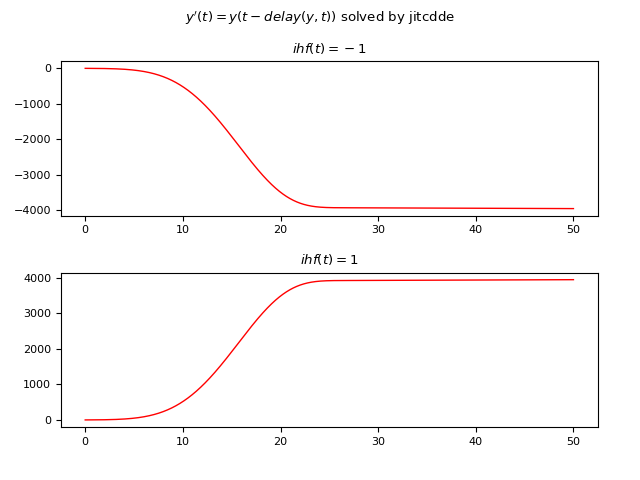 y′(t) = y(t − delay(y, t)) solved by jitcdde
ihf(t) = −1
0
−1000
−2000
−3000
−4000
0 10 20 30 40 50
ihf(t) = 1
4000
3000
2000
1000
0
0 10 20 30 40 50